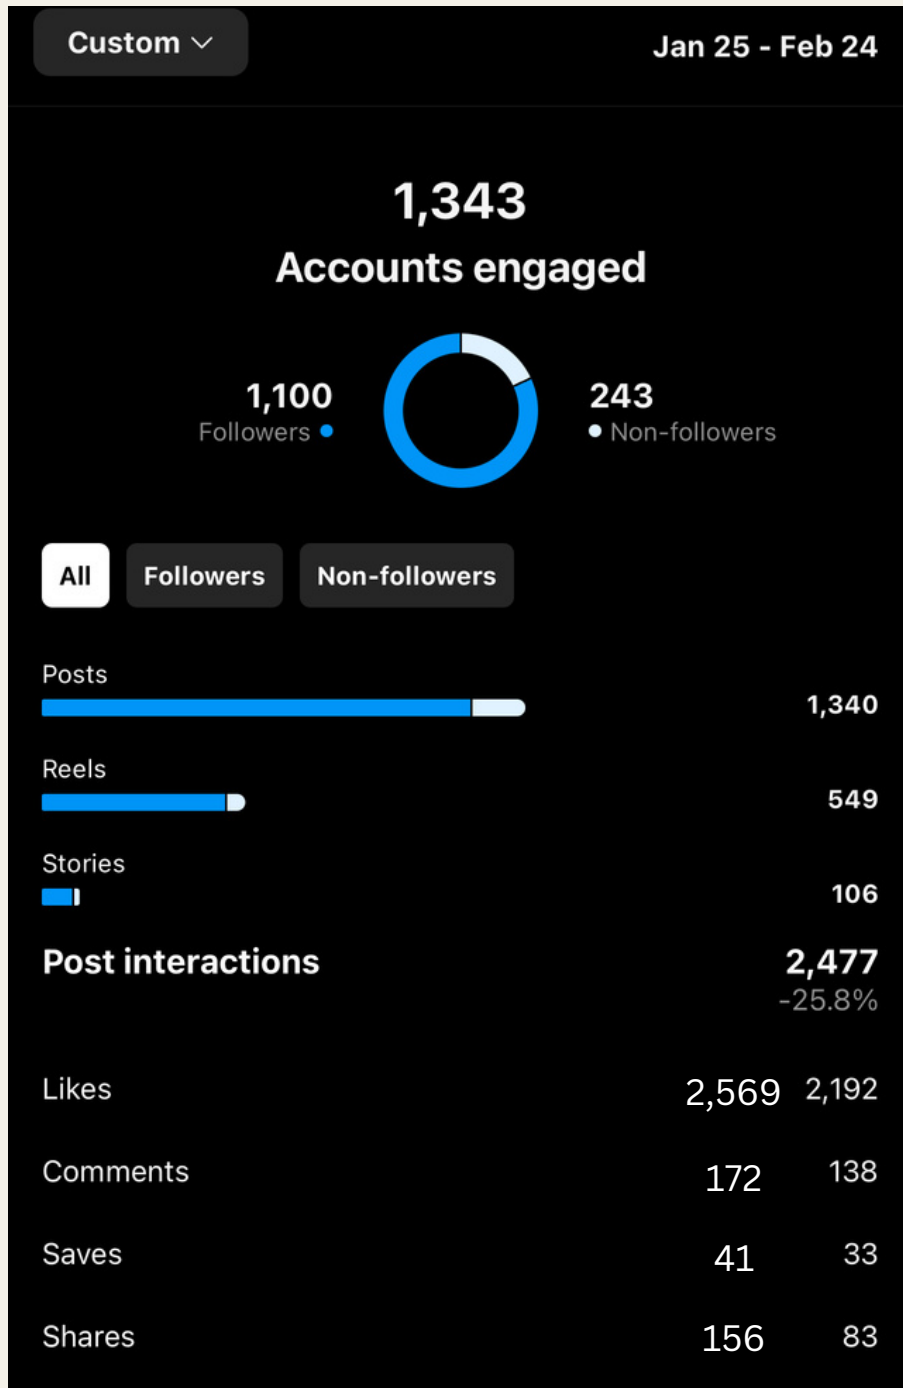 Custom
Jan 25 - Feb 24
1,343
Accounts engaged
1,100
Followers
243
Non-followers
All Followers Non-followers
Posts
1,340
Reels
549
Stories
106
Post interactions 2,477
-25.8%
Likes 2,569 2,192
Comments 172 138
Saves 41 33
Shares 156 83